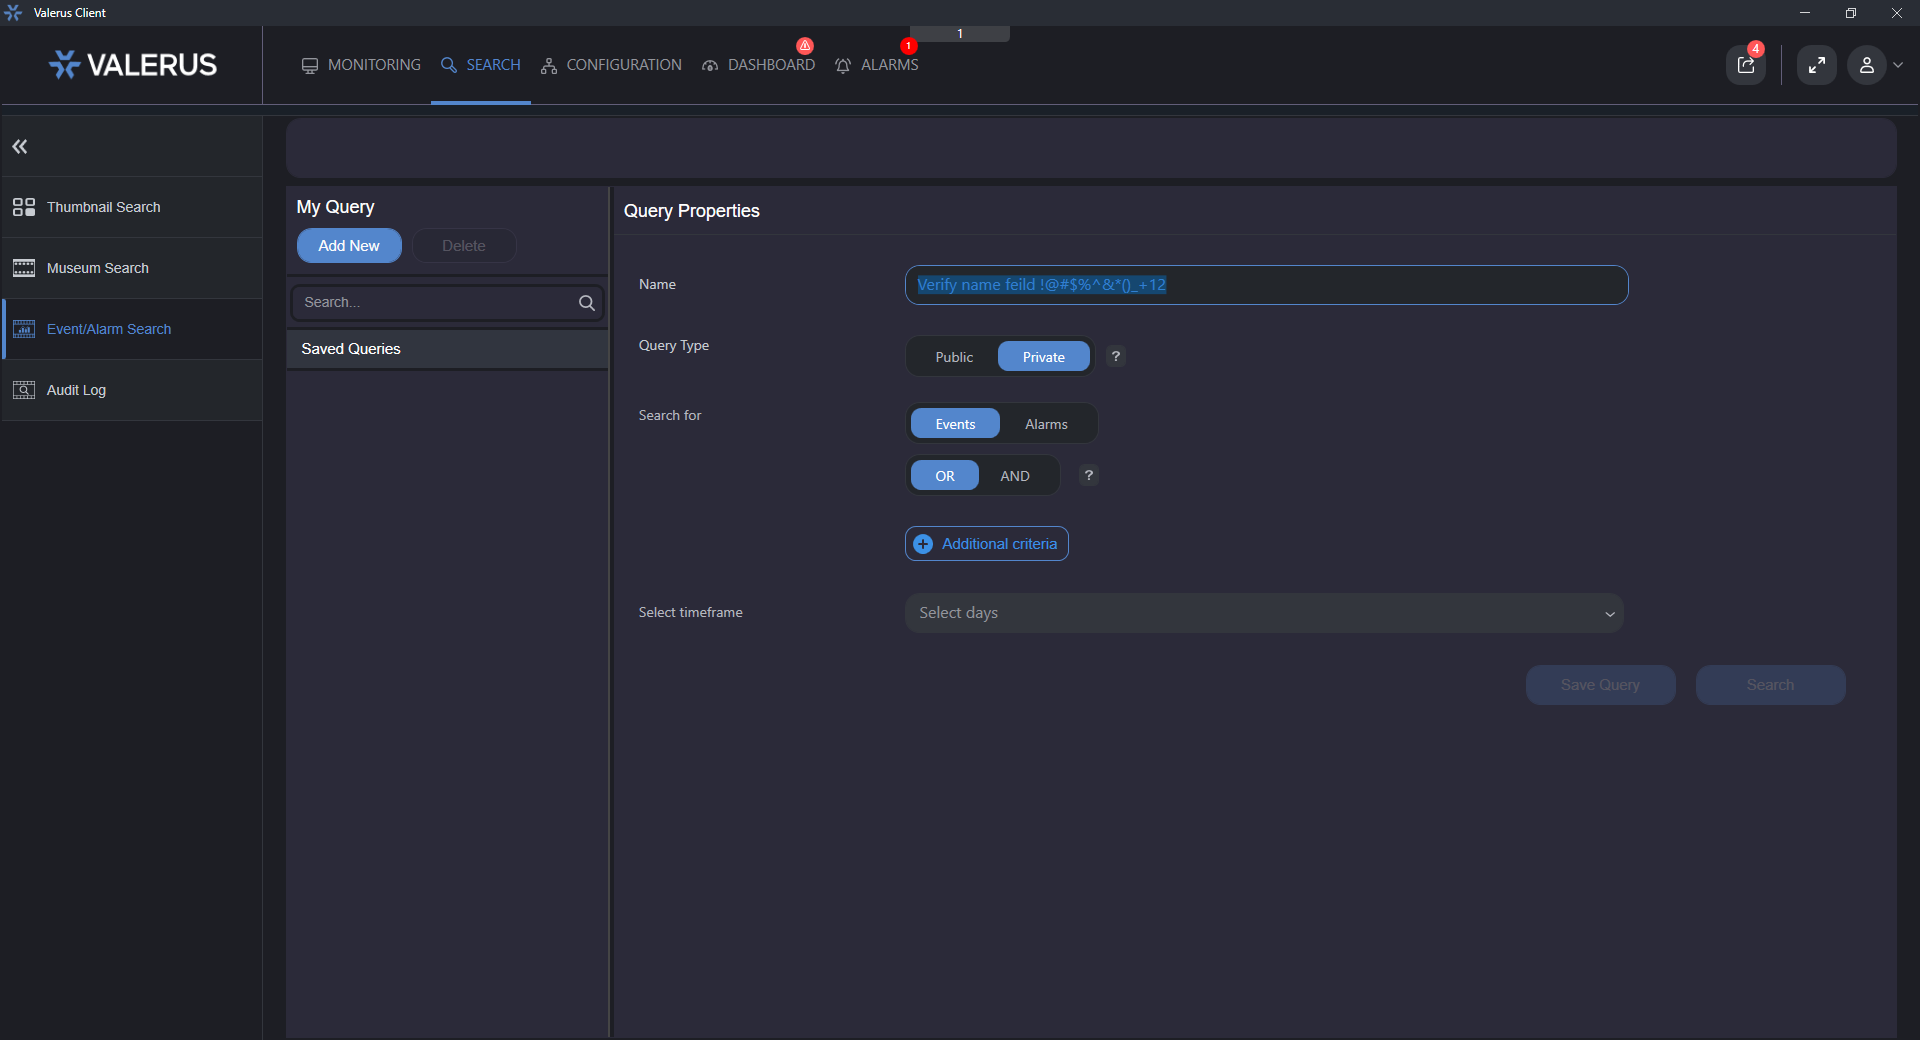 Valerus Client
1
VALERUS
MONITORING
SEARCH
CONFIGURATION
DASHBOARD
1
ALARMS
4
Thumbnail Search
Museum Search
Event/Alarm Search
Audit Log
My Query
Add New
Delete
Search...
Saved Queries
Query Properties
Name
Verify name feild !@#$%^&*()_+12
Query Type
Public
Private
?
Search for
Events
Alarms
OR
AND
?
Additional criteria
Select timeframe
Select days
Save Query
Search